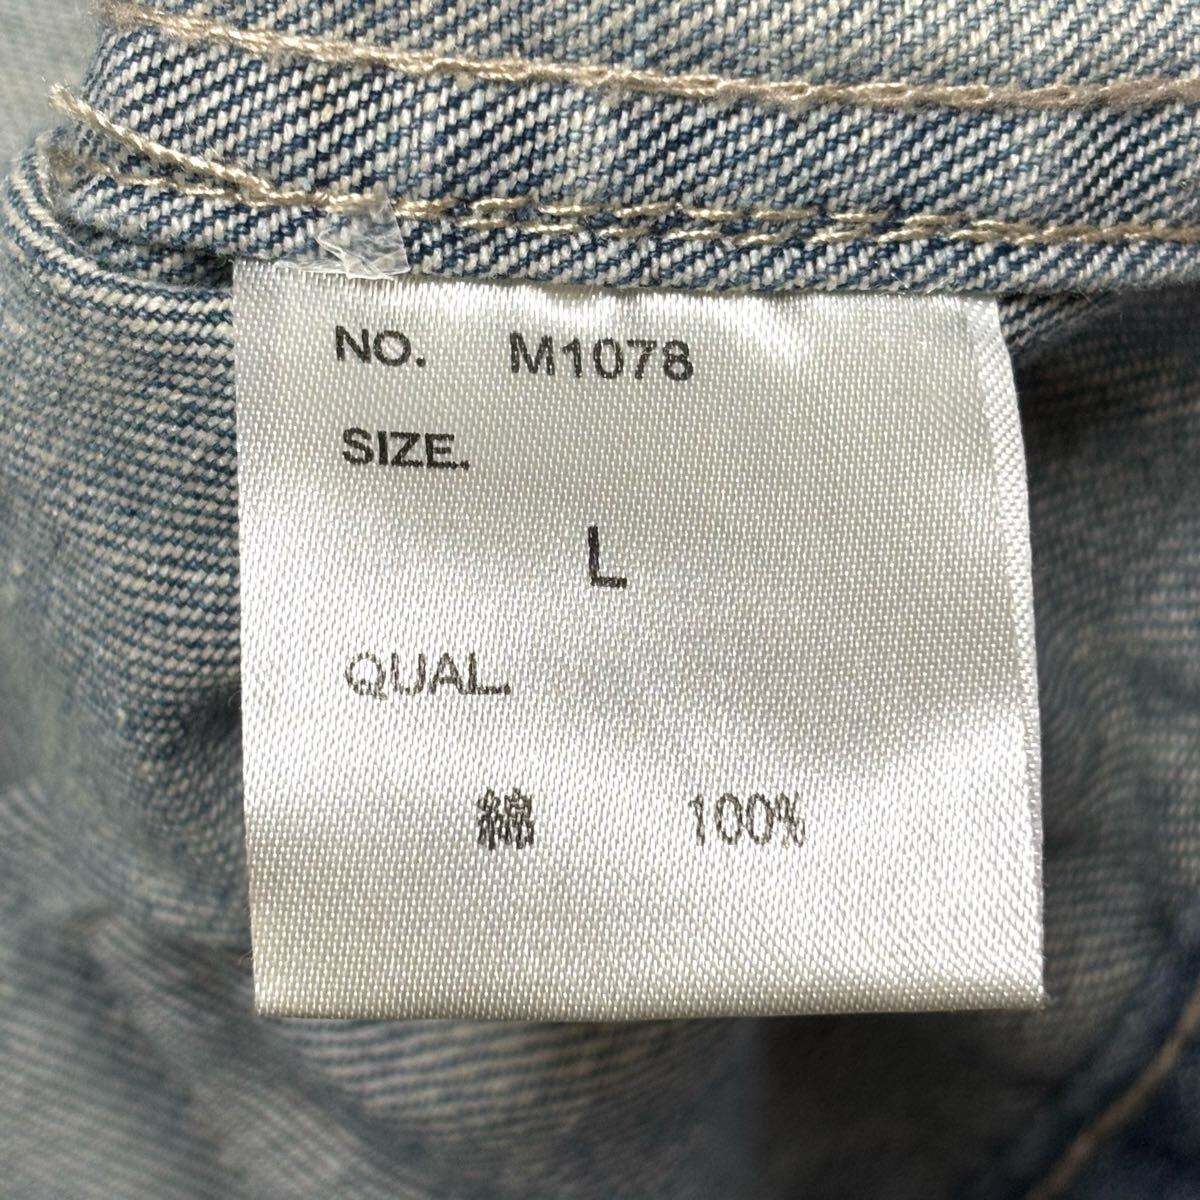 NO. M1078
SIZE.
L
QUAL.
綿 100%